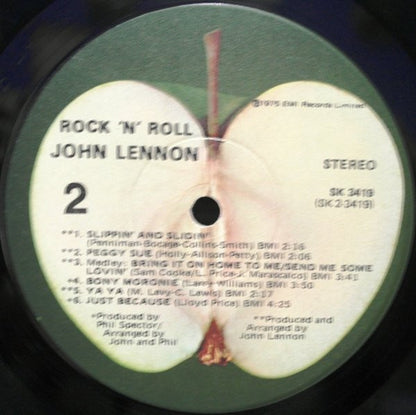 ROCK 'N' ROLL
JOHN LENNON
2
℗1975 EMI Records Limited
STEREO
SK 3419
(SK 2-3419)
**1. SLIPPIN' AND SLIDIN'
(Penniman-Bocage-Collins-Smith) BMI 2:16
**2. PEGGY SUE (Holly-Allison-Petty) BMI 2:06
**3. Medley: BRING IT ON HOME TO ME/SEND ME SOME
LOVIN' (Sam Cooke/L. Price-J. Marascalco) BMI 3:41
*4. BONY MORONIE (Larry Williams) BMI 3:50
**5. YA YA (M. Levy-C. Lewis) BMI 2:17
*6. JUST BECAUSE (Lloyd Price) BMI 4:25
*Produced by
Phil Spector/
Arranged by
John and Phil
**Produced and
Arranged by
John Lennon